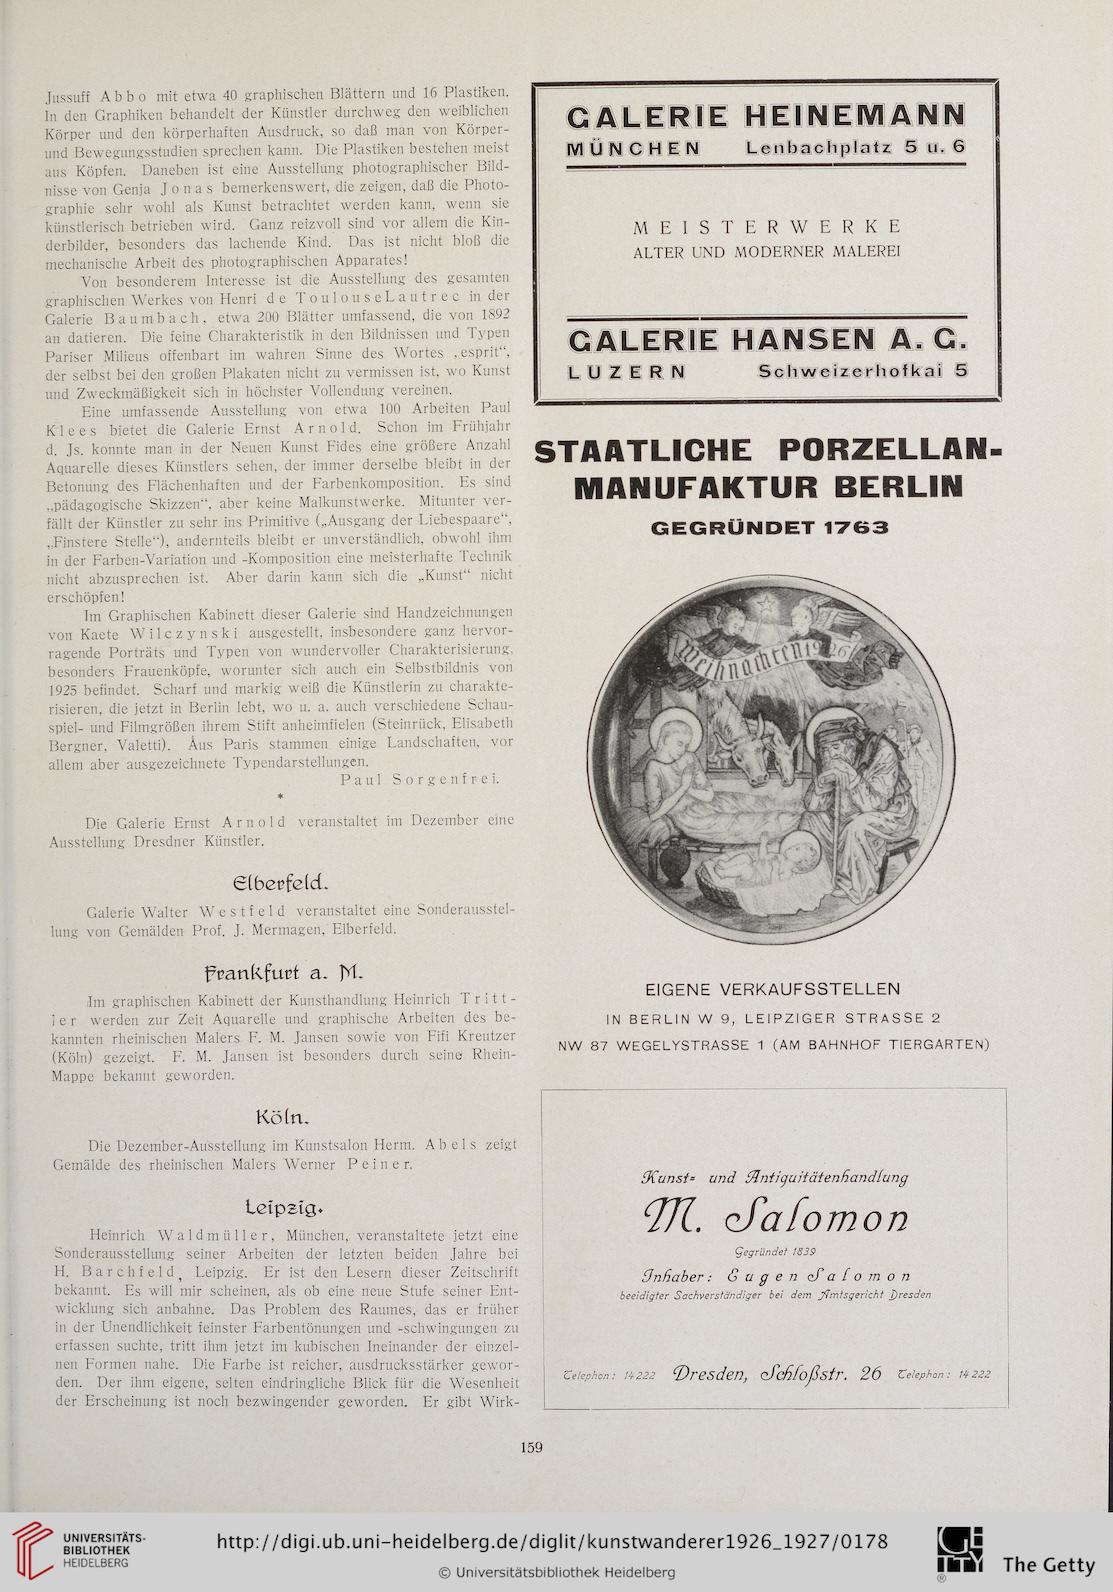 Jussuff Abbo mit etwa 40 graphischen Blättern und 16 Plastiken.
In den Graphiken behandelt der Künstler durchweg den weiblichen
Körper und den körperhaften Ausdruck, so daß man von Körper-
und Bewegungsstudien sprechen kann. Die Plastiken bestehen meist
aus Köpfen. Daneben ist eine Ausstellung photographischer Bild-
nisse von Genja Jonas bemerkenswert, die zeigen, daß die Photo-
graphie sehr wohl als Kunst betrachtet werden kann, wenn sie
künstlerisch betrieben wird. Ganz reizvoll sind vor allem die Kin-
derbilder, besonders das lachende Kind. Das ist nicht bloß die
mechanische Arbeit des photographischen Apparates!
Von besonderem Interesse ist die Ausstellung des gesamten
graphischen Werkes von Henri de ToulouseLautrec in der
Galerie Baumbach, etwa 200 Blätter umfassend, die von 1892
an datieren. Die feine Charakteristik in den Bildnissen und Typen
Pariser Milieus offenbart im wahren Sinne des Wortes „esprit“,
der selbst bei den großen Plakaten nicht zu vermissen ist, wo Kunst
und Zweckmäßigkeit sich in höchster Vollendung vereinen.
Eine umfassende Ausstellung von etwa 100 Arbeiten Paul
Klees bietet die Galerie Ernst Arnold. Schon im Frühjahr
d. Js. konnte man in der Neuen Kunst Fides eine größere Anzahl
Aquarelle dieses Künstlers sehen, der immer derselbe bleibt in der
Betonung des Flächenhaften und der Farbenkomposition. Es sind
„pädagogische Skizzen“, aber keine Malkunstwerke. Mitunter ver-
fällt der Künstler zu sehr ins Primitive („Ausgang der Liebespaare“,
„Finstere Stelle“), andernteils bleibt er unverständlich, obwohl ihm
in der Farben-Variation und -Komposition eine meisterhafte Technik
nicht abzusprechen ist. Aber darin kann sich die „Kunst“ nicht
erschöpfen!
Im Graphischen Kabinett dieser Galerie sind Handzeichnungen
von Kaete Wilczynski ausgestellt, insbesondere ganz hervor-
ragende Porträts und Typen von wundervoller Charakterisierung,
besonders Frauenköpfe, worunter sich auch ein Selbstbildnis von
1925 befindet. Scharf und markig weiß die Künstlerin zu charakte-
risieren, die jetzt in Berlin lebt, wo u. a. auch verschiedene Schau-
spiel- und Filmgrößen ihrem Stift anheimfielen (Steinrück, Elisabeth
Bergner, Valetti). Aus Paris stammen einige Landschaften, vor
allem aber ausgezeichnete Typendarstellungen.
Paul Sorgenfrei.
*
Die Galerie Ernst Arnold veranstaltet im Dezember eine
Ausstellung Dresdner Künstler.
Elberfeld.
Galerie Walter Westfeld veranstaltet eine Sonderausstel-
lung von Gemälden Prof. J. Mermagen, Elberfeld.
Frankfurt a. M.
Im graphischen Kabinett der Kunsthandlung Heinrich Tritt-
ler werden zur Zeit Aquarelle und graphische Arbeiten des be-
kannten rheinischen Malers F. M. Jansen sowie von Fifi Kreutzer
(Köln) gezeigt. F. M. Jansen ist besonders durch seine Rhein-
Mappe bekannt geworden.
Köln.
Die Dezember-Ausstellung im Kunstsalon Herm. Abels zeigt
Gemälde des rheinischen Malers Werner Peiner.
Leipzig.
Heinrich Waldmüller, München, veranstaltete jetzt eine
Sonderausstellung seiner Arbeiten der letzten beiden Jahre bei
H. Barchfeld, Leipzig. Er ist den Lesern dieser Zeitschrift
bekannt. Es will mir scheinen, als ob eine neue Stufe seiner Ent-
wicklung sich anbahne. Das Problem des Raumes, das er früher
in der Unendlichkeit feinster Farbentönungen und -schwingungen zu
erfassen suchte, tritt ihm jetzt im kubischen Ineinander der einzel-
nen Formen nahe. Die Farbe ist reicher, ausdrucksstärker gewor-
den. Der ihm eigene, selten eindringliche Blick für die Wesenheit
der Erscheinung ist noch bezwingender geworden. Er gibt Wirk-
GALERIE HEINEMANN
MÜNCHEN Lenbachplatz 5 u. 6
MEISTERWERKE
ALTER UND MODERNER MALEREI
GALERIE HANSEN A. G.
LUZERN Schweizerhofkai 5
STAATLICHE PORZELLAN-
MANUFAKTUR BERLIN
GEGRÜNDET 1763
Weihnachten 1926
EIGENE VERKAUFSSTELLEN
IN BERLIN W 9, LEIPZIGER STRASSE 2
NW 87 WEGELYSTRASSE 1 (AM BAHNHOF TIERGARTEN)
Kunst- und Antiquitätenhandlung
M. Salomon
Gegründet 1839
Inhaber: Eugen Salomon
beeidigter Sachverständiger bei dem Amtsgericht Dresden
Telephon: 14222 Dresden, Schloßstr. 26 Telephon: 14222
159
UNIVERSITÄTS-
BIBLIOTHEK
HEIDELBERG
http://digi.ub.uni-heidelberg.de/diglit/kunstwanderer1926_1927/0178
© Universitätsbibliothek Heidelberg
GETTY
®
The Getty